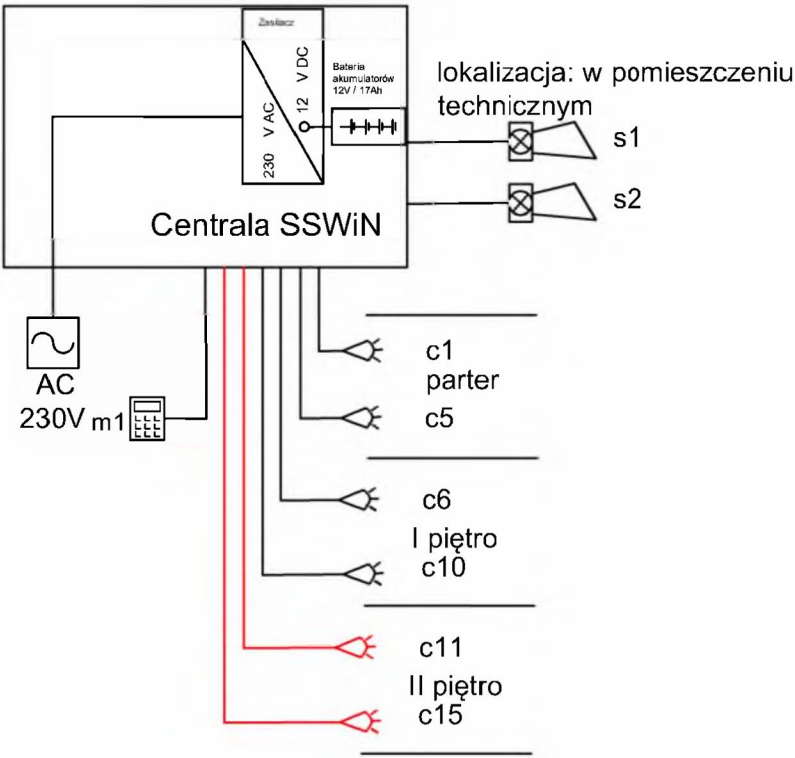 Zasilacz
230 V AC
12 V DC
Bateria
akumulatorów
12V / 17Ah
lokalizacja: w pomieszczeniu
technicznym
s1
s2
Centrala SSWiN
AC
230V
m1
c1
parter
c5
c6
I piętro
c10
c11
II piętro
c15